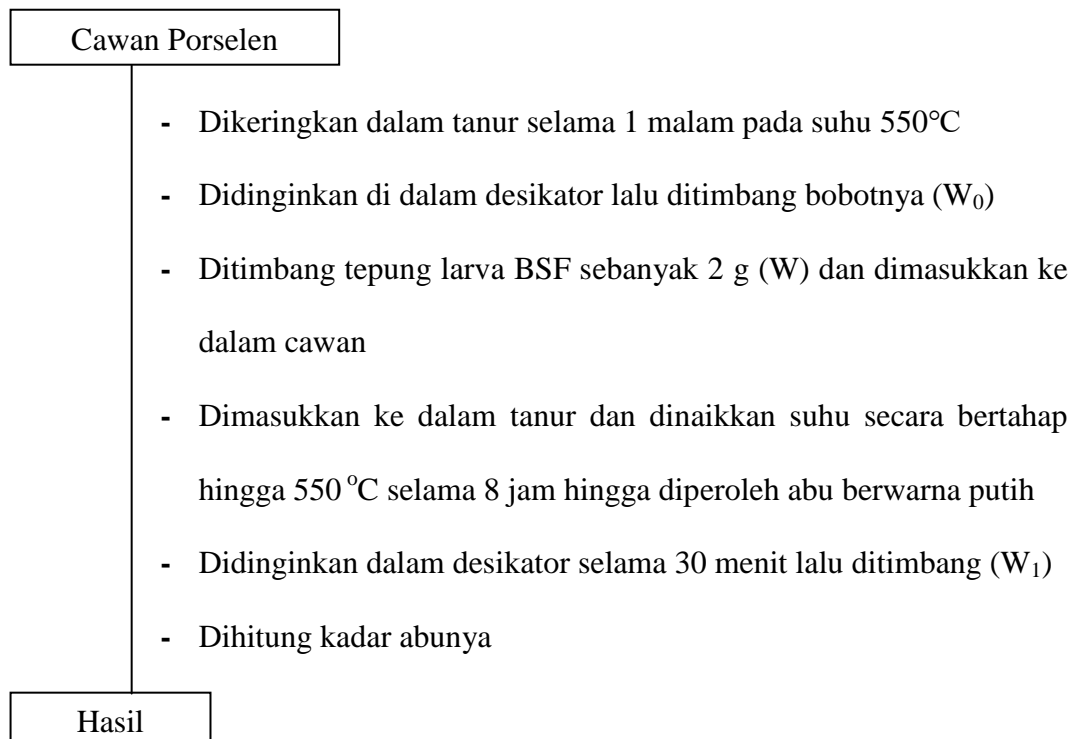 Cawan Porselen
- Dikeringkan dalam tanur selama 1 malam pada suhu 550°C
- Didinginkan di dalam desikator lalu ditimbang bobotnya (W₀)
- Ditimbang tepung larva BSF sebanyak 2 g (W) dan dimasukkan ke
dalam cawan
- Dimasukkan ke dalam tanur dan dinaikkan suhu secara bertahap
hingga 550 ᵒC selama 8 jam hingga diperoleh abu berwarna putih
- Didinginkan dalam desikator selama 30 menit lalu ditimbang (W₁)
- Dihitung kadar abunya
Hasil